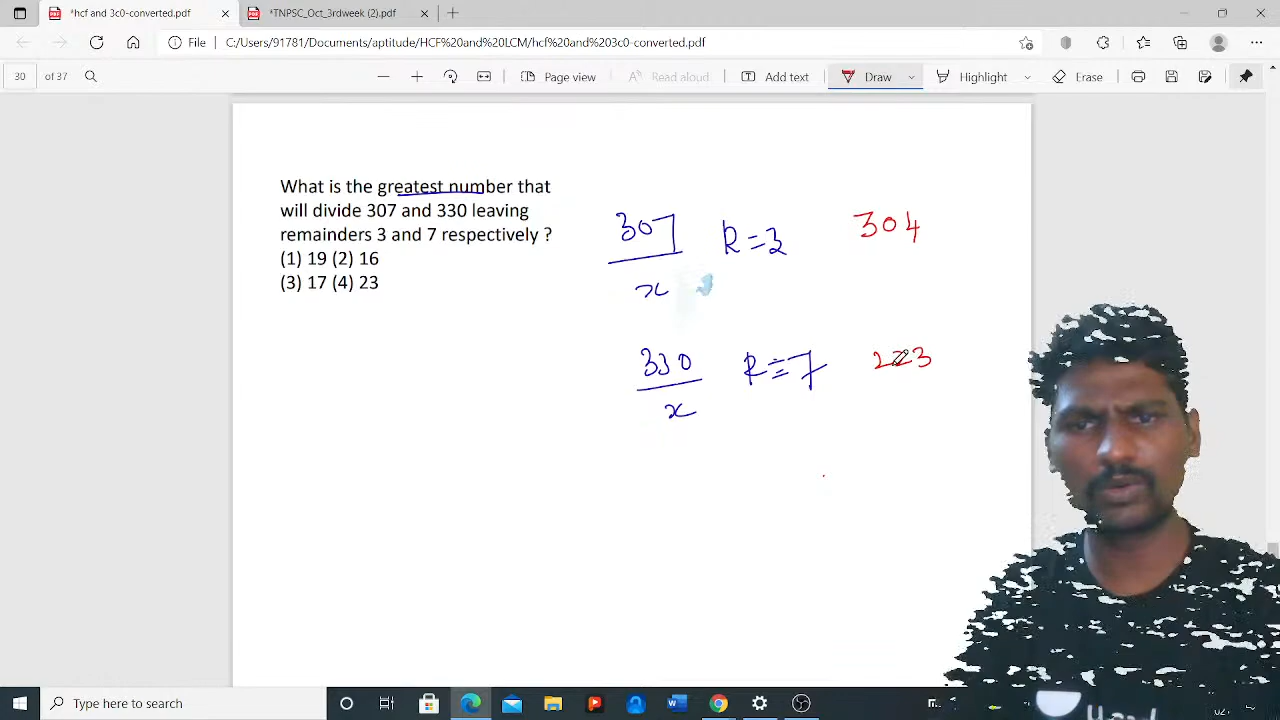 *hcf and 3c0-converted.pdf
*TNPSC_Oct_3rdweek (2).pdf
File C:/Users/91781/Documents/aptitude/HCF%20and%20LCM/hcf%20and%203c0-converted.pdf
30 of 37 Page view Read aloud Add text Draw Highlight Erase
What is the greatest number that
will divide 307 and 330 leaving
remainders 3 and 7 respectively ?
(1) 19 (2) 16
(3) 17 (4) 23
307 R=3 304
x
330 R=7
x
Type here to search